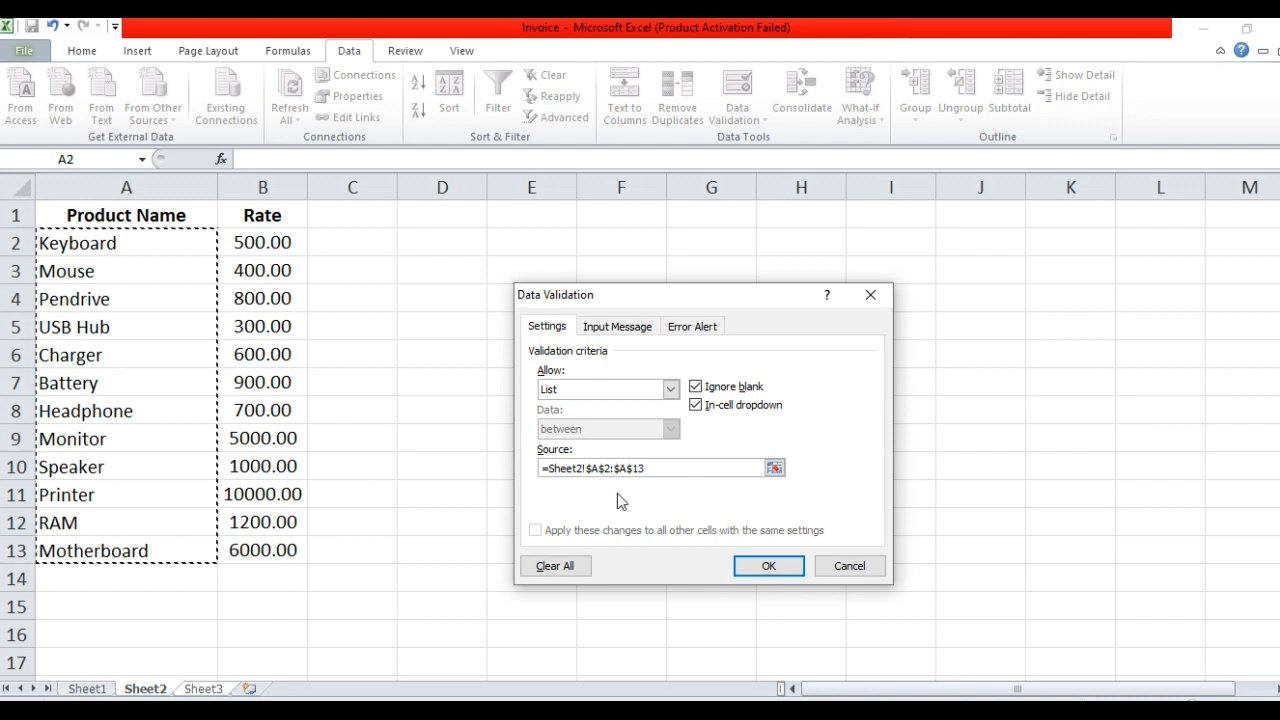 Invoice - Microsoft Excel (Product Activation Failed)
File Home Insert Page Layout Formulas Data Review View
From Access
From Web
From Text
From Other Sources
Existing Connections
Get External Data
Refresh All
Connections
Properties
Edit Links
Connections
Sort
Filter
Clear
Reapply
Advanced
Sort & Filter
Text to Columns
Remove Duplicates
Data Validation
Consolidate
What-If Analysis
Data Tools
Group
Ungroup
Subtotal
Show Detail
Hide Detail
Outline
A2 fx
A B C D E F G H I J K L M
1 Product Name Rate
2 Keyboard 500.00
3 Mouse 400.00
4 Pendrive 800.00
5 USB Hub 300.00
6 Charger 600.00
7 Battery 900.00
8 Headphone 700.00
9 Monitor 5000.00
10 Speaker 1000.00
11 Printer 10000.00
12 RAM 1200.00
13 Motherboard 6000.00
14
15
16
17
Data Validation ?
Settings Input Message Error Alert
Validation criteria
Allow:
List
Ignore blank
In-cell dropdown
Data:
between
Source:
=Sheet2!$A$2:$A$13
Apply these changes to all other cells with the same settings
Clear All OK Cancel
Sheet1 Sheet2 Sheet3